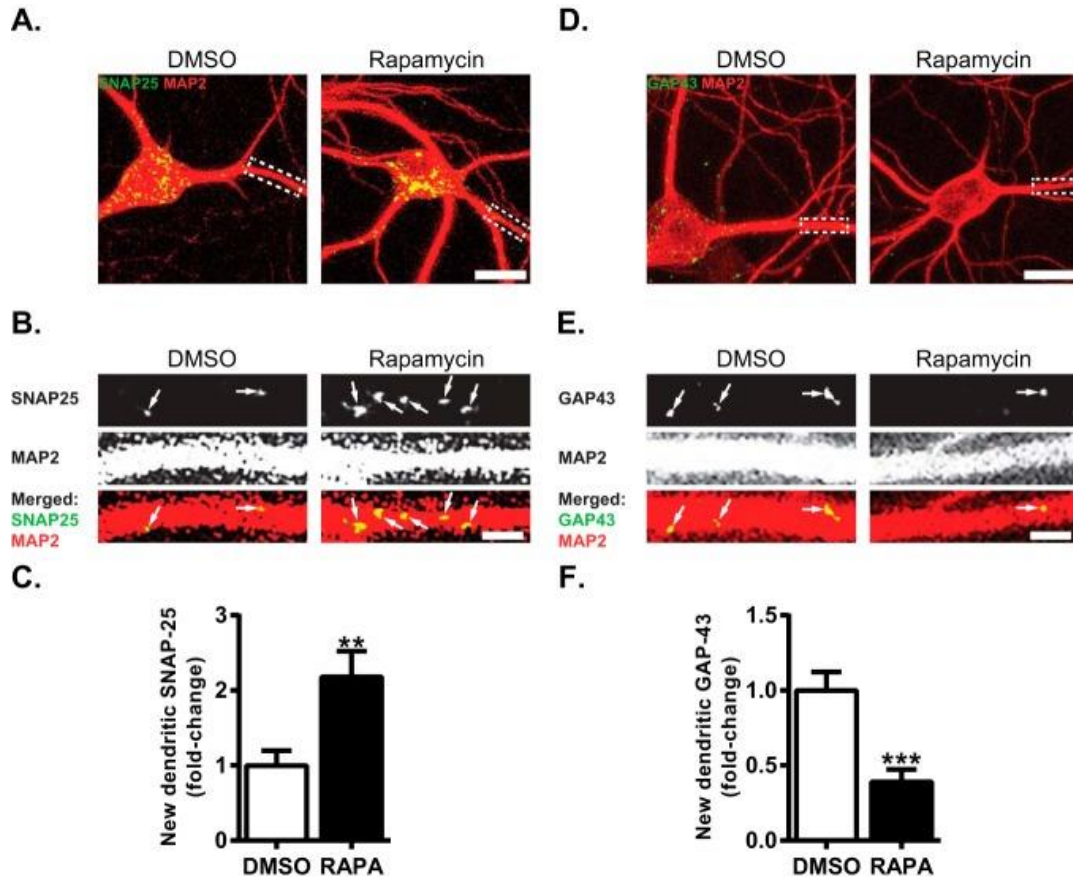 A.
DMSO Rapamycin
SNAP25 MAP2
B.
DMSO Rapamycin
SNAP25
MAP2
Merged:
SNAP25
MAP2
C.
New dendritic SNAP-25
(fold-change)
3
2
1
0
**
DMSO RAPA
D.
DMSO Rapamycin
GAP43 MAP2
E.
DMSO Rapamycin
GAP43
MAP2
Merged:
GAP43
MAP2
F.
New dendritic GAP-43
(fold-change)
1.5
1.0
0.5
0.0
***
DMSO RAPA